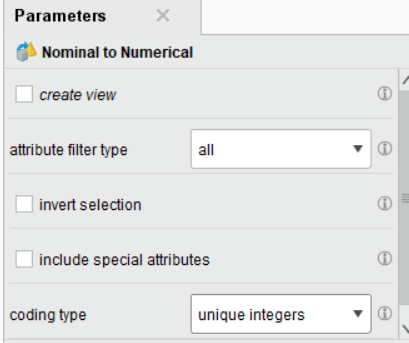 Parameters
Nominal to Numerical
create view
attribute filter type all
invert selection
include special attributes
coding type unique integers